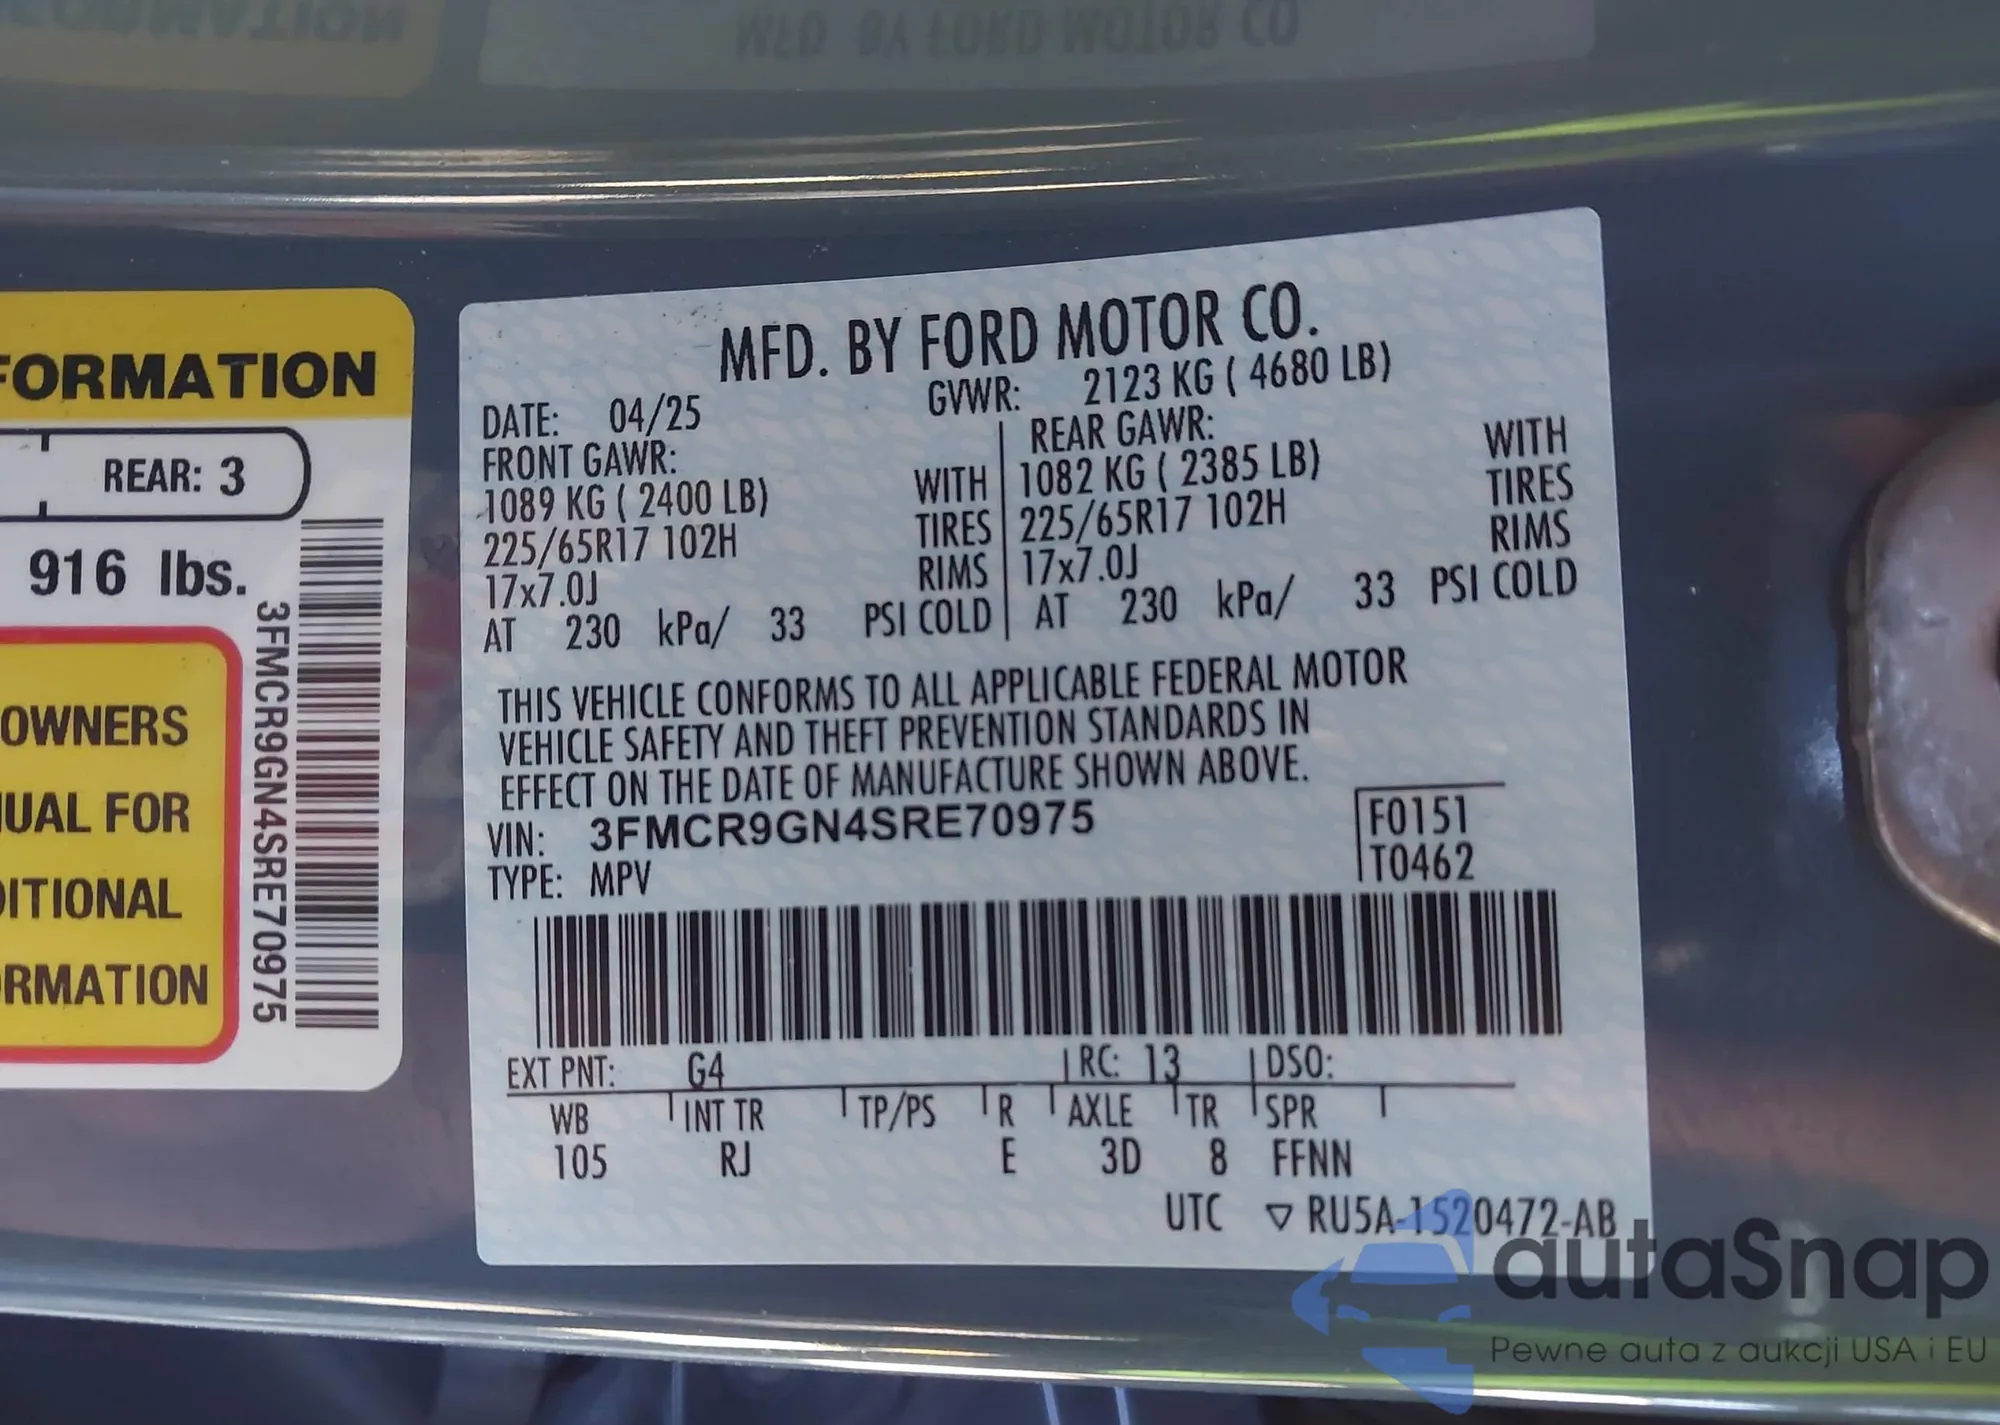 MFD. BY FORD MOTOR CO.
FORMATION
REAR: 3
916 lbs.
OWNERS
UAL FOR
DITIONAL
RMATION
3FMCR9GN4SRE70975
MFD. BY FORD MOTOR CO.
DATE: 04/25 GVWR: 2123 KG ( 4680 LB)
FRONT GAWR: REAR GAWR: WITH
1089 KG ( 2400 LB) WITH 1082 KG ( 2385 LB) TIRES
225/65R17 102H TIRES 225/65R17 102H RIMS
17x7.0J RIMS 17x7.0J
AT 230 kPa/ 33 PSI COLD AT 230 kPa/ 33 PSI COLD
THIS VEHICLE CONFORMS TO ALL APPLICABLE FEDERAL MOTOR
VEHICLE SAFETY AND THEFT PREVENTION STANDARDS IN
EFFECT ON THE DATE OF MANUFACTURE SHOWN ABOVE.
VIN: 3FMCR9GN4SRE70975 F0151
TYPE: MPV T0462
EXT PNT: G4 RC: 13 DSO:
WB INT TR TP/PS R AXLE TR SPR
105 RJ E 3D 8 FFNN
UTC ▽ RU5A-1520472-AB
autaSnap
Pewne auta z aukcji USA i EU